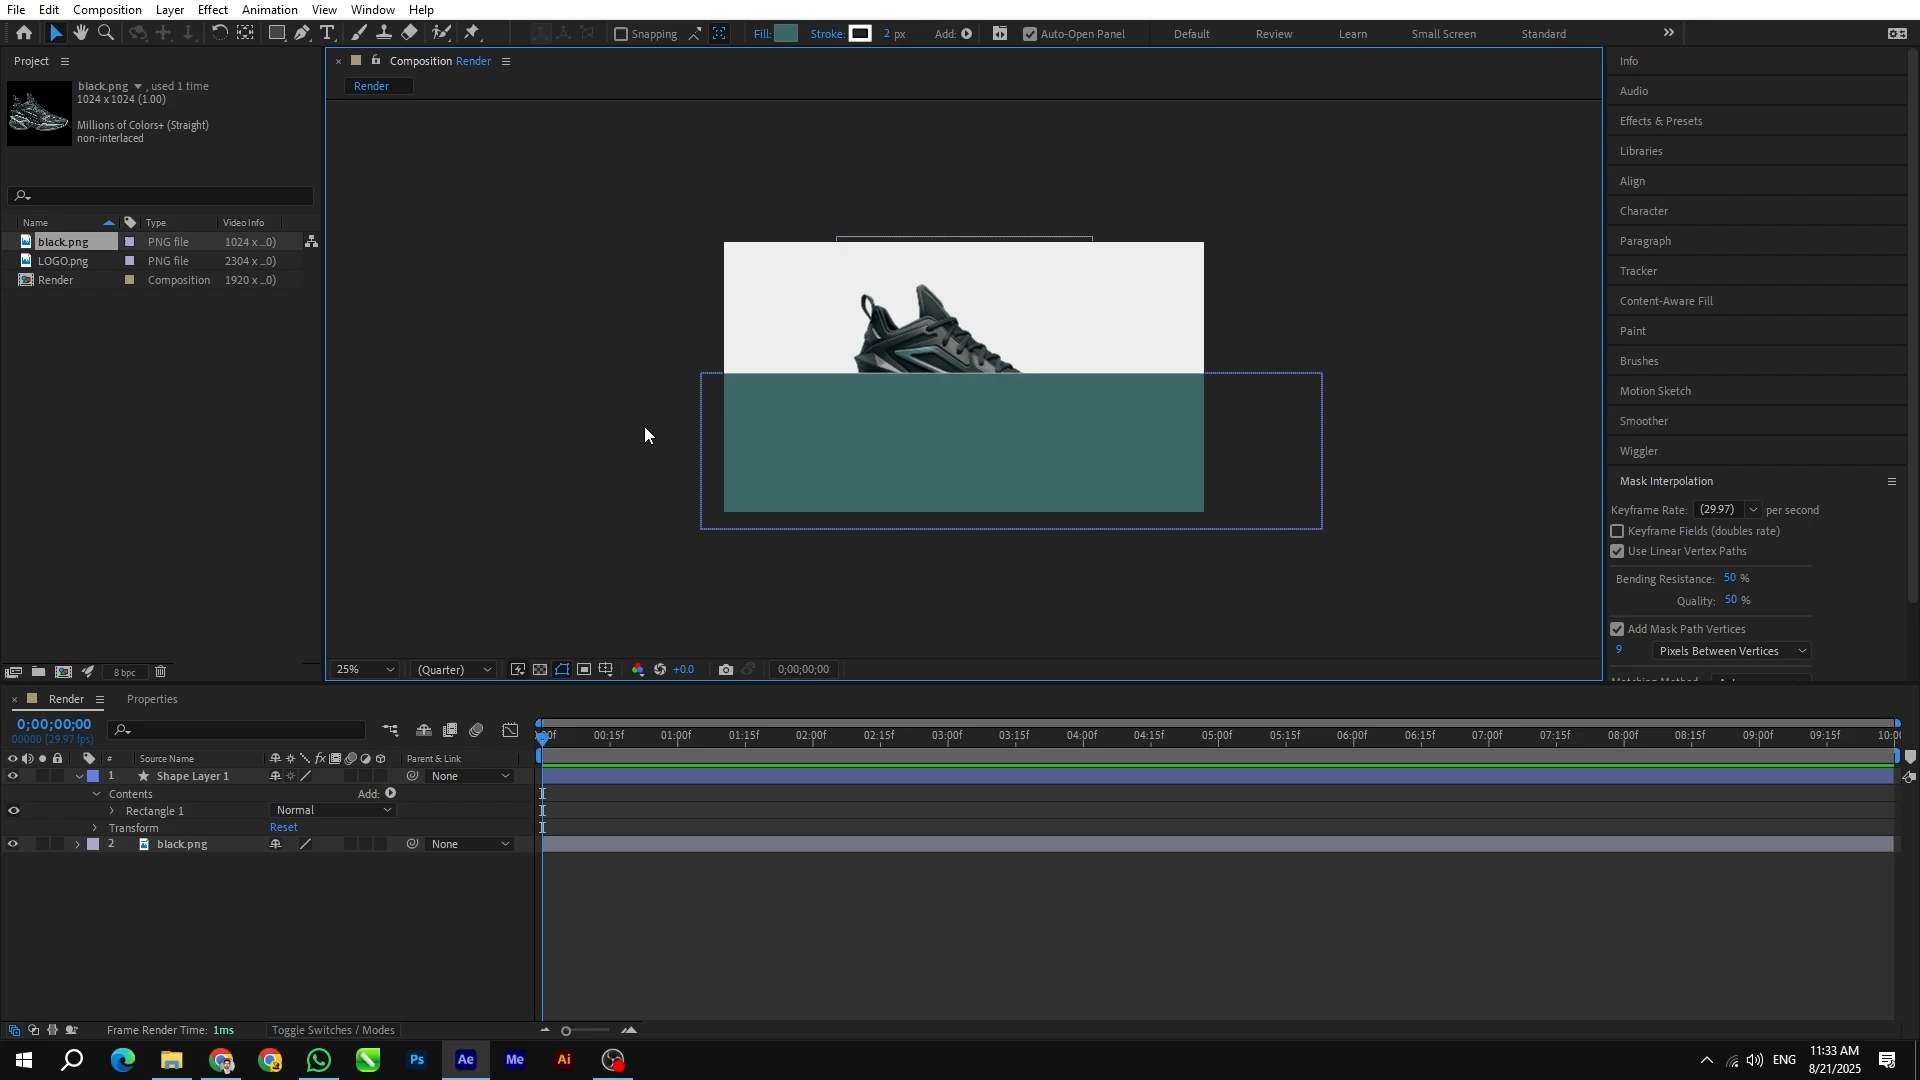 File Edit Composition Layer Effect Animation View Window Help
Snapping Fill: Stroke: 2 px Add: Auto-Open Panel Default Review Learn Small Screen Standard
Project
black.png , used 1 time
1024 x 1024 (1.00)
Millions of Colors+ (Straight)
non-interlaced
Name Type Video Info
black.png PNG file 1024 x ...0)
LOGO.png PNG file 2304 x ...0)
Render Composition 1920 x ...0)
8 bpc
Composition Render
Render
25% (Quarter) +0.0 0;00;00;00
Info
Audio
Effects & Presets
Libraries
Align
Character
Paragraph
Tracker
Content-Aware Fill
Paint
Brushes
Motion Sketch
Smoother
Wiggler
Mask Interpolation
Keyframe Rate: (29.97) per second
Keyframe Fields (doubles rate)
Use Linear Vertex Paths
Bending Resistance: 50 %
Quality: 50 %
Add Mask Path Vertices
9 Pixels Between Vertices
Render Properties
0;00;00;00
00000 (29.97 fps)
00:15f 01:00f 01:15f 02:00f 02:15f 03:00f 03:15f 04:00f 04:15f 05:00f 05:15f 06:00f 06:15f 07:00f 07:15f 08:00f 08:15f 09:00f 09:15f 10:0
# Source Name fx Parent & Link
1 Shape Layer 1 None
Contents Add:
Rectangle 1 Normal
Transform Reset
2 black.png None
Frame Render Time: 1ms Toggle Switches / Modes
Ps Ae Me Ai
ENG 11:33 AM
8/21/2025